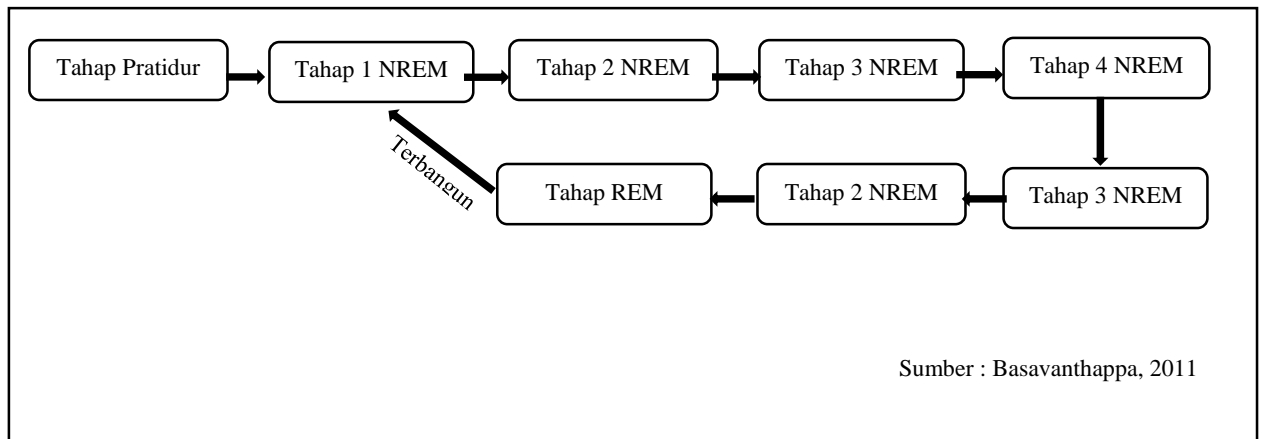 Tahap Pratidur
Tahap 1 NREM
Tahap 2 NREM
Tahap 3 NREM
Tahap 4 NREM
Terbangun
Tahap REM
Tahap 2 NREM
Tahap 3 NREM
Sumber : Basavanthappa, 2011